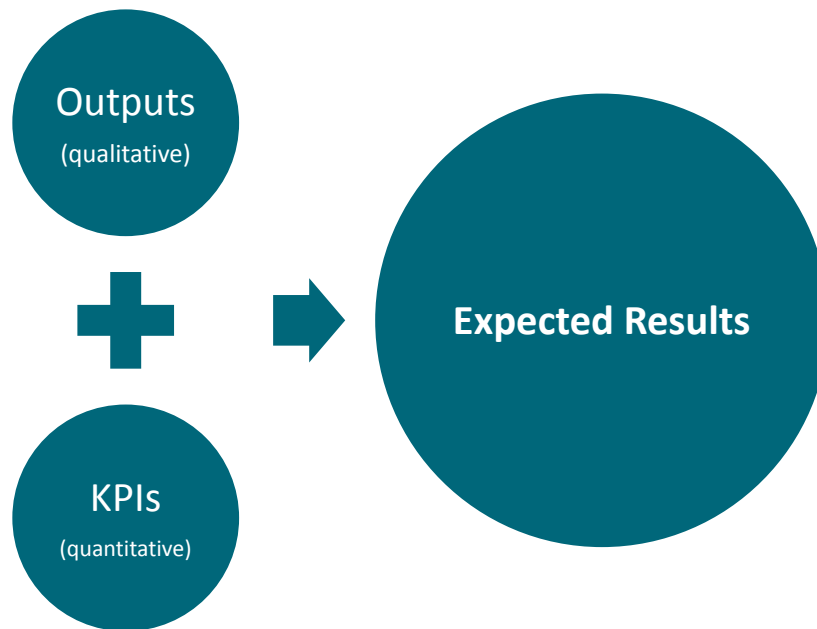 Outputs
(qualitative)
Expected Results
KPIs
(quantitative)